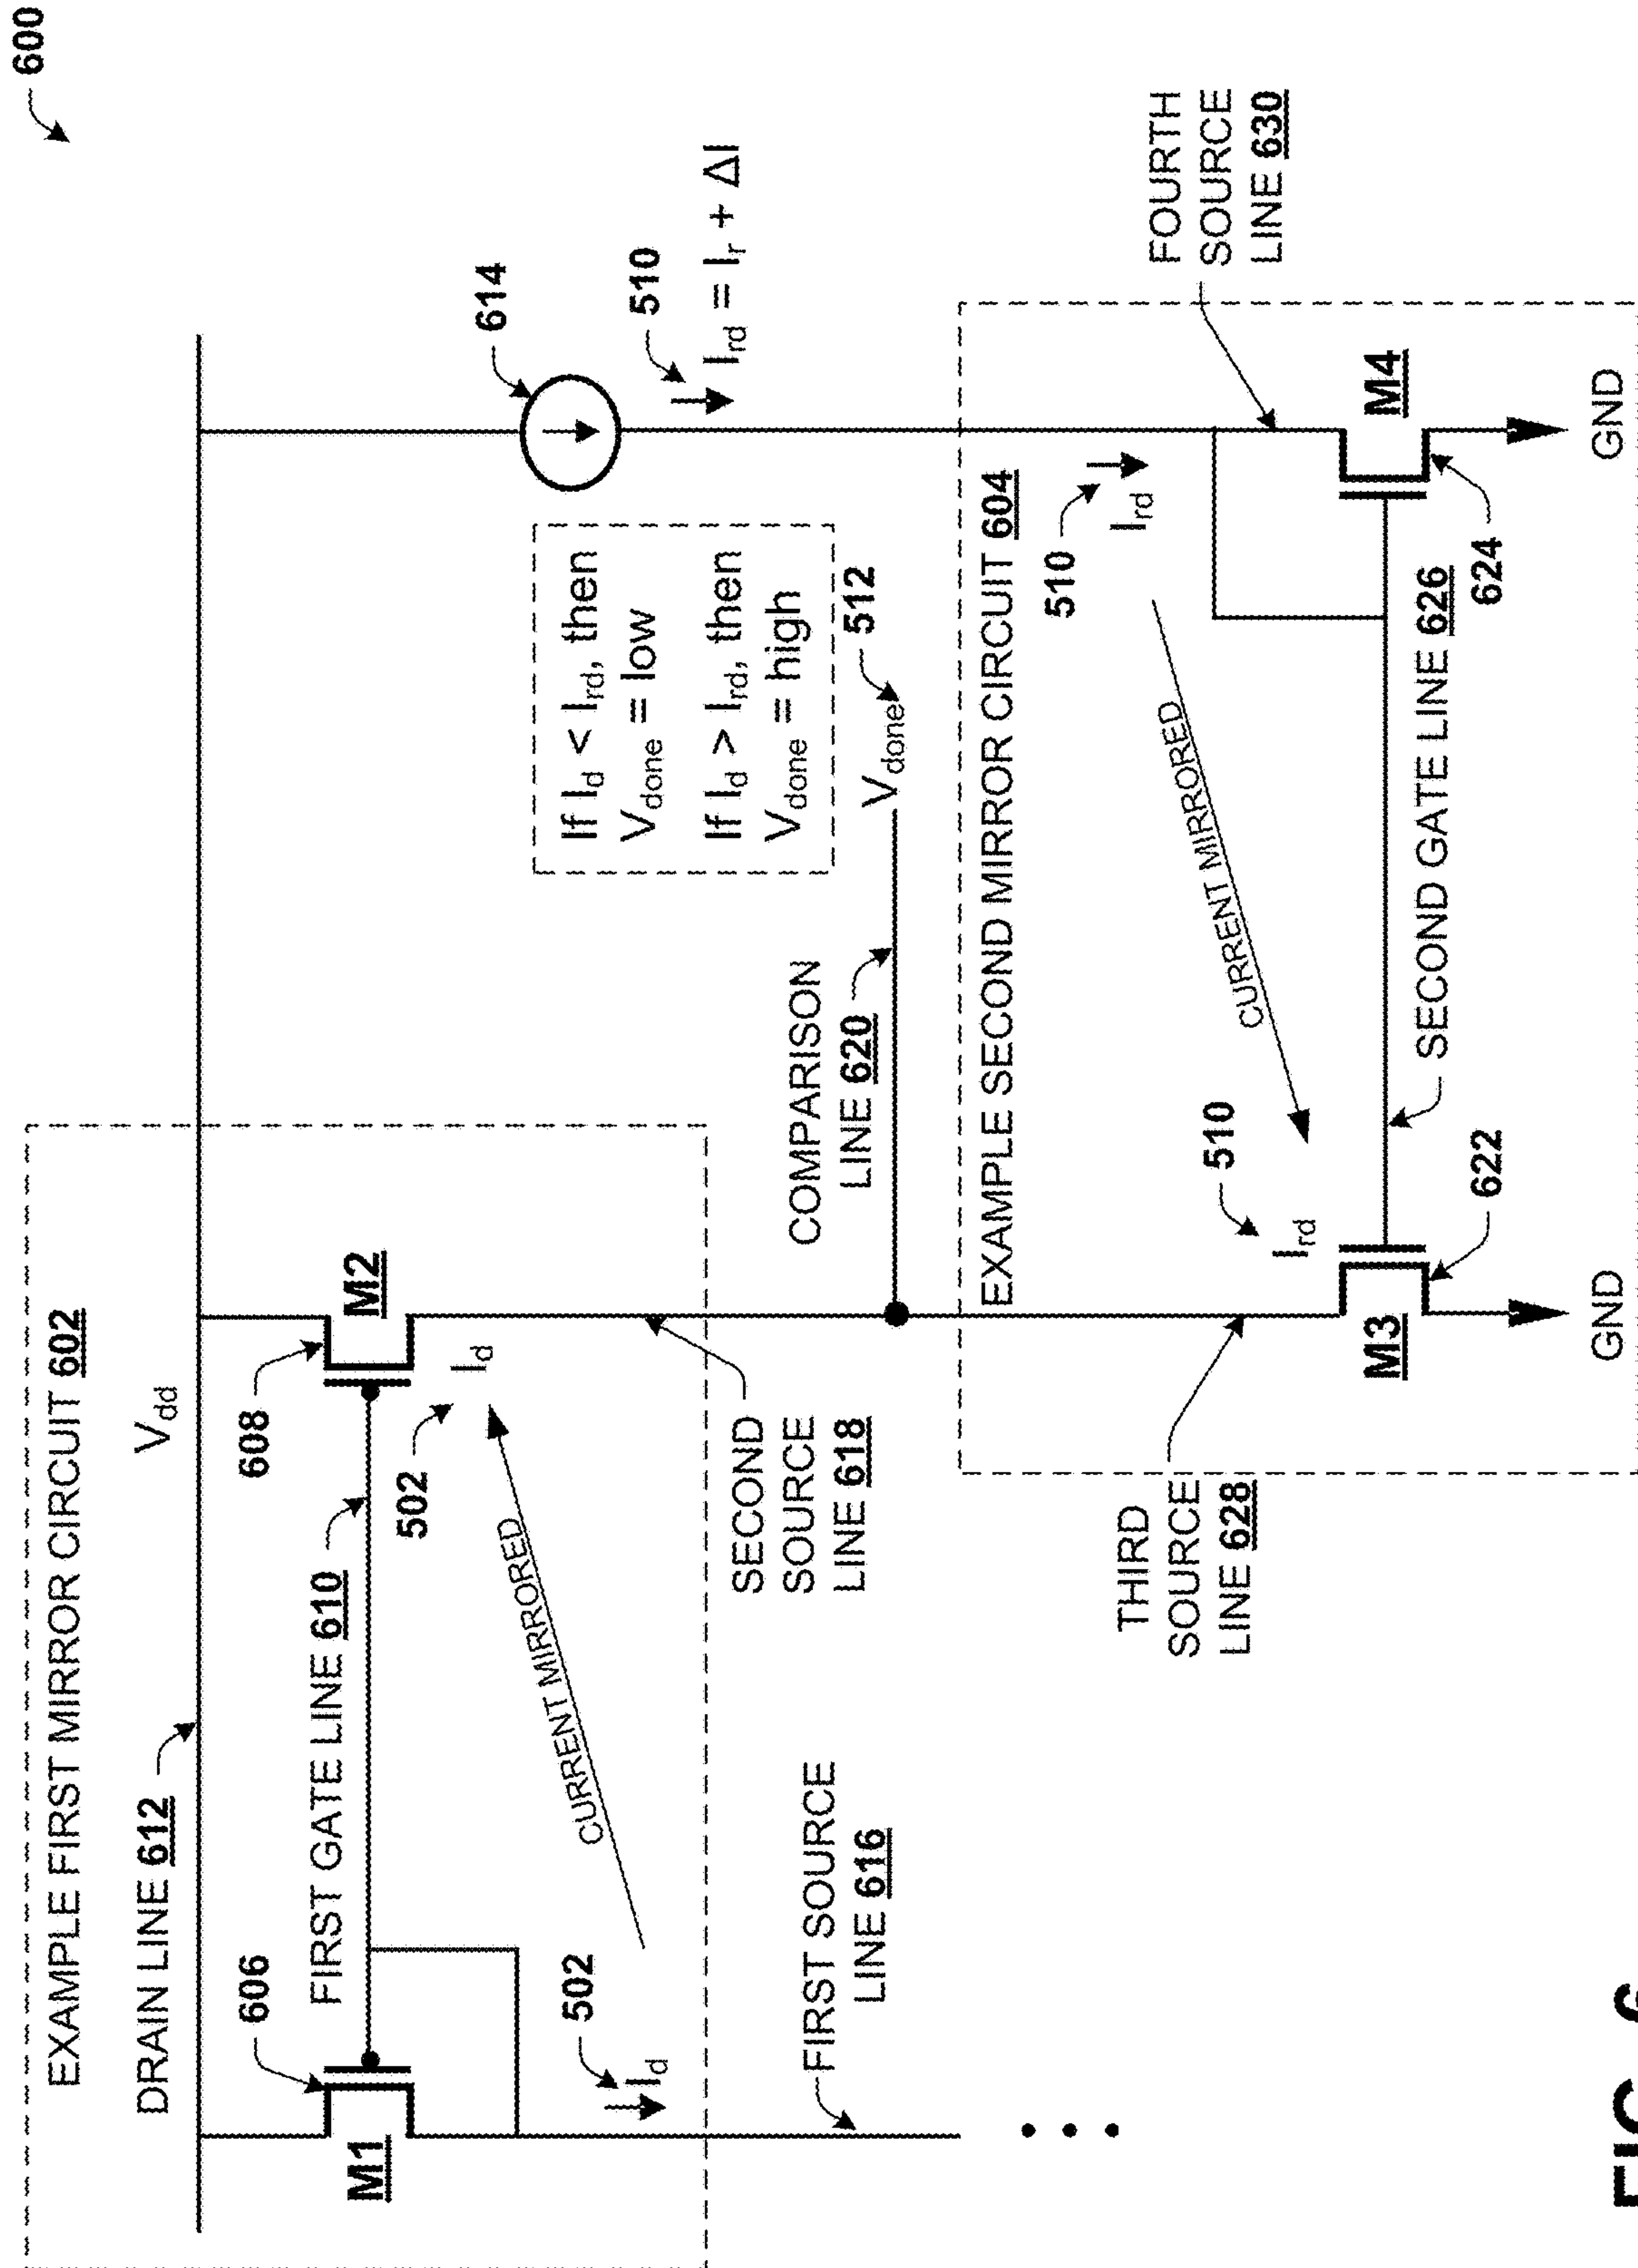 600
EXAMPLE FIRST MIRROR CIRCUIT 602
DRAIN LINE 612
Vdd
606
M1
FIRST GATE LINE 610
608
M2
502
Id
CURRENT MIRRORED
502
Id
FIRST SOURCE
LINE 616
SECOND
SOURCE
LINE 618
614
510
Ird = Ir + ΔI
If Id < Ird, then
Vdone = low
If Id > Ird, then
Vdone = high
COMPARISON
LINE 620
Vdone
512
EXAMPLE SECOND MIRROR CIRCUIT 604
510
Ird
CURRENT MIRRORED
510
Ird
THIRD
SOURCE
LINE 628
FOURTH
SOURCE
LINE 630
M3
622
SECOND GATE LINE 626
624
M4
GND
GND
FIG. 6